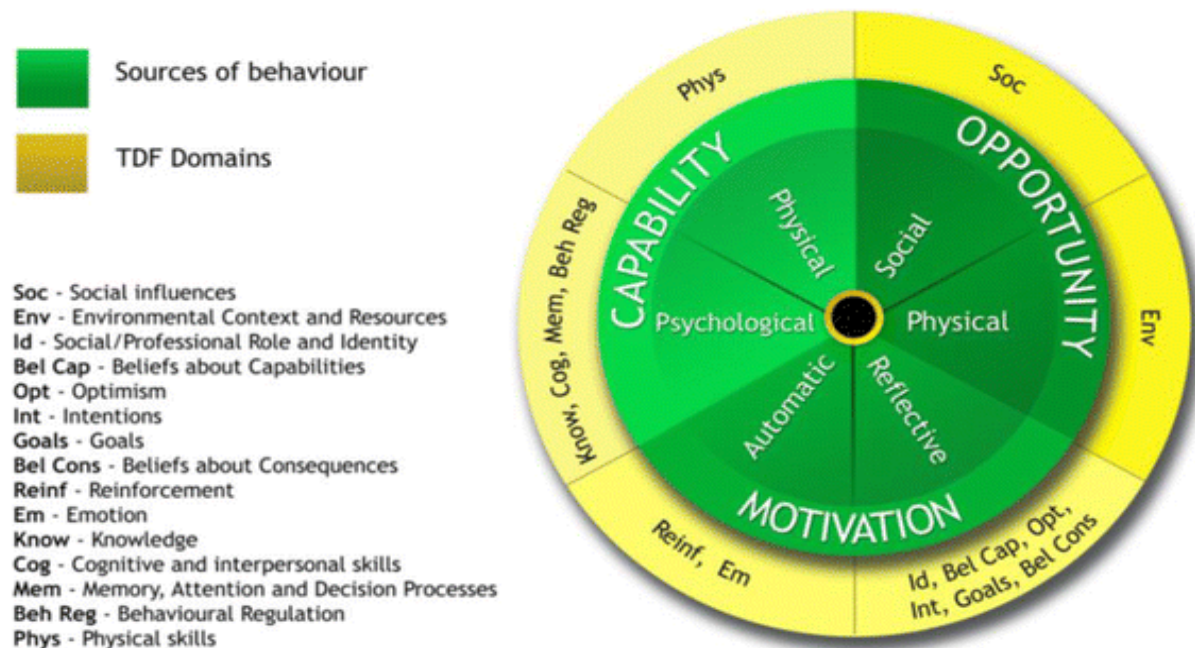 Sources of behaviour
TDF Domains
Soc - Social influences
Env - Environmental Context and Resources
Id - Social/Professional Role and Identity
Bel Cap - Beliefs about Capabilities
Opt - Optimism
Int - Intentions
Goals - Goals
Bel Cons - Beliefs about Consequences
Reinf - Reinforcement
Em - Emotion
Know - Knowledge
Cog - Cognitive and interpersonal skills
Mem - Memory, Attention and Decision Processes
Beh Reg - Behavioural Regulation
Phys - Physical skills
Phys
Soc
Env
Id, Bel Cap, Opt,
Int, Goals, Bel Cons
Reinf, Em
Know, Cog, Mem, Beh Reg
CAPABILITY
OPPORTUNITY
MOTIVATION
Physical
Social
Psychological
Physical
Automatic
Reflective